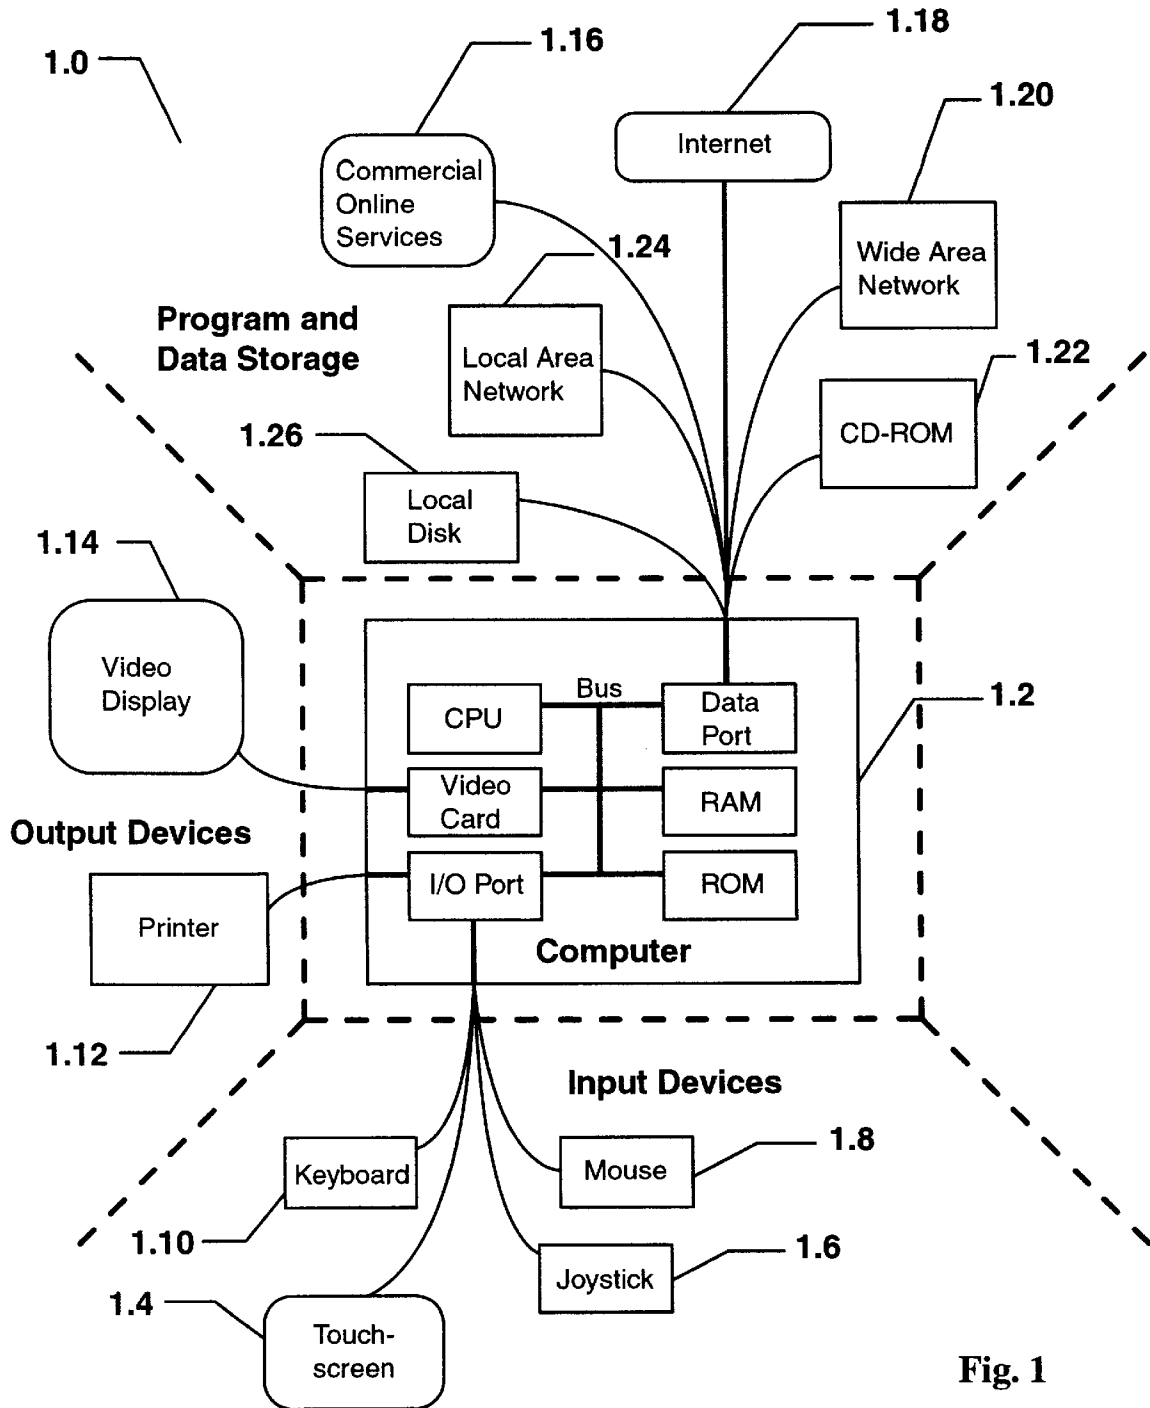 1.0
1.16
1.18
1.20
Commercial
Online
Services
Internet
Wide Area
Network
1.24
Local Area
Network
Program and
Data Storage
1.22
CD-ROM
1.26
Local
Disk
1.14
Video
Display
Bus
CPU
Data
Port
1.2
Video
Card
RAM
Output Devices
I/O Port
ROM
Printer
Computer
1.12
Input Devices
Keyboard
Mouse
1.8
1.10
Joystick
1.6
1.4
Touch-
screen
Fig. 1